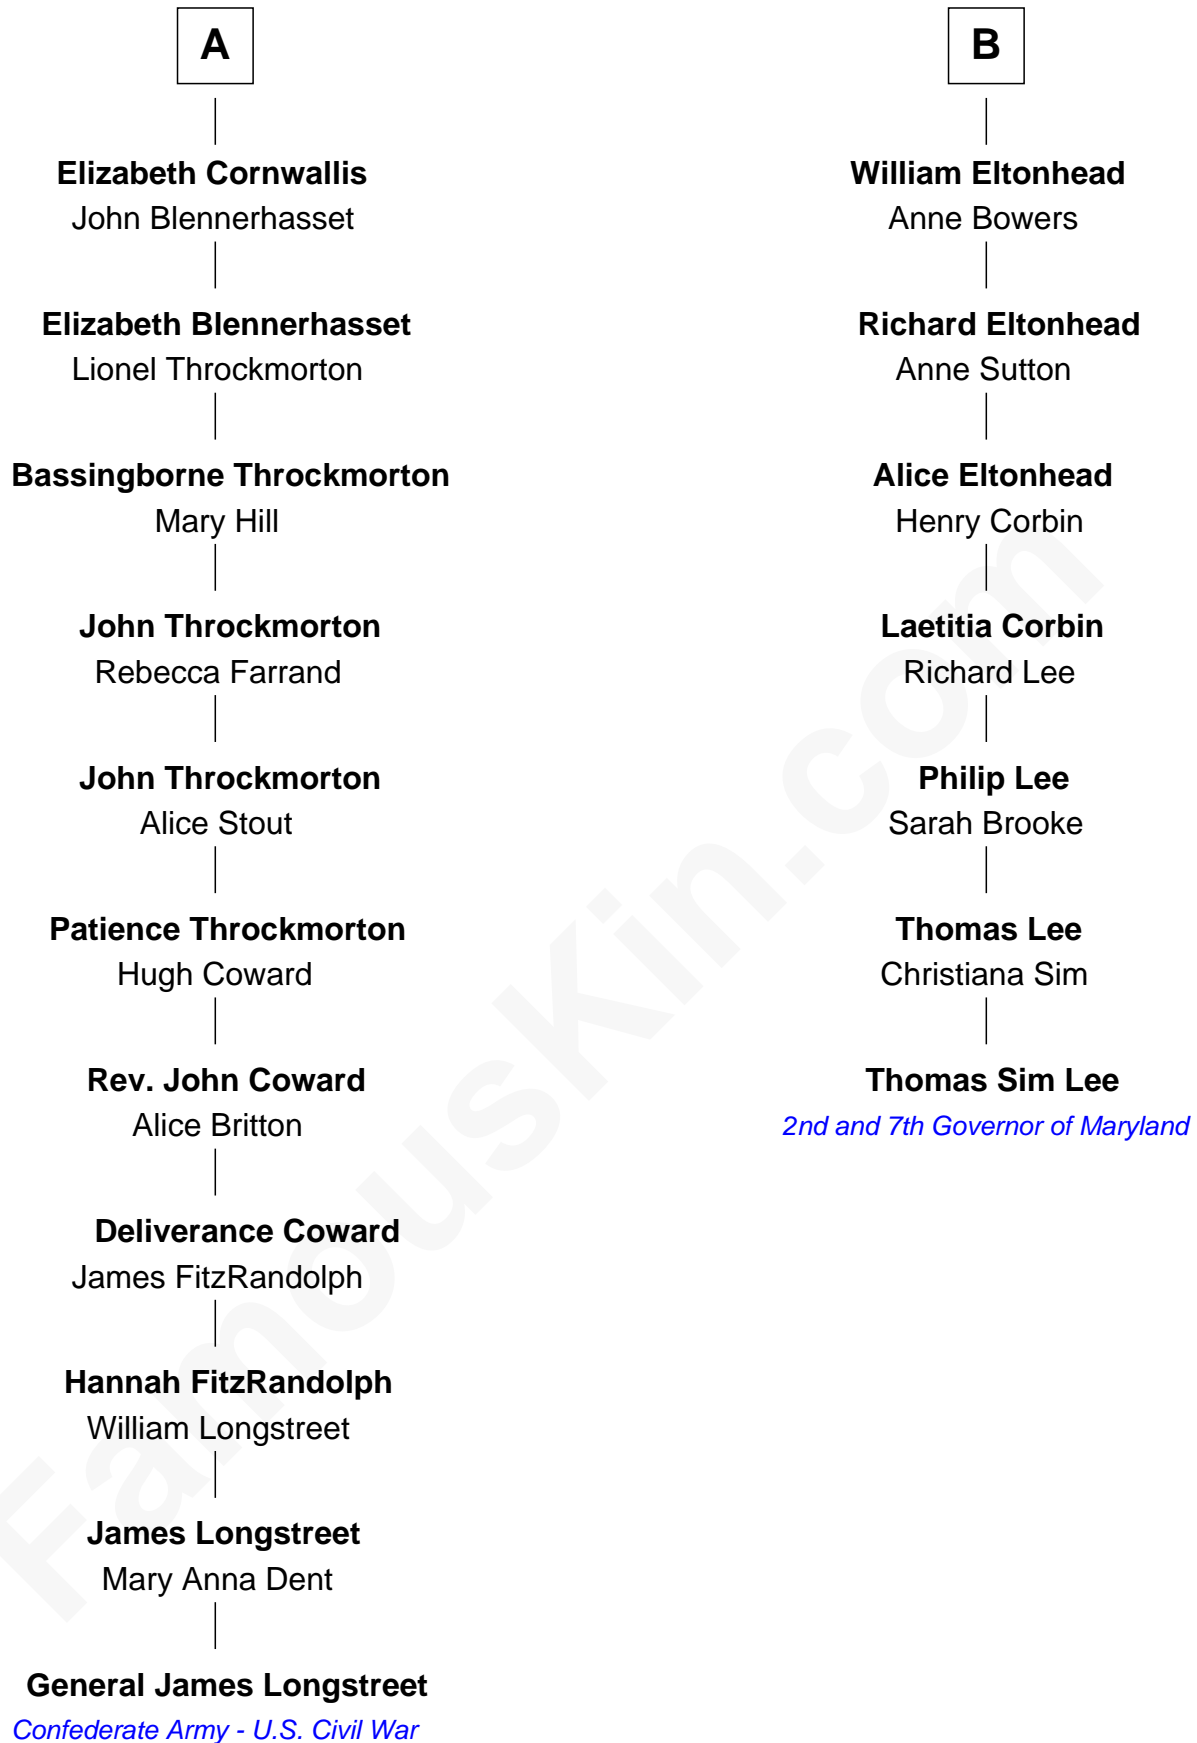 A
Elizabeth Cornwallis
John Blennerhasset
Elizabeth Blennerhasset
Lionel Throckmorton
Bassingborne Throckmorton
Mary Hill
John Throckmorton
Rebecca Farrand
John Throckmorton
Alice Stout
Patience Throckmorton
Hugh Coward
Rev. John Coward
Alice Britton
Deliverance Coward
James FitzRandolph
Hannah FitzRandolph
William Longstreet
James Longstreet
Mary Anna Dent
General James Longstreet
Confederate Army - U.S. Civil War
B
William Eltonhead
Anne Bowers
Richard Eltonhead
Anne Sutton
Alice Eltonhead
Henry Corbin
Laetitia Corbin
Richard Lee
Philip Lee
Sarah Brooke
Thomas Lee
Christiana Sim
Thomas Sim Lee
2nd and 7th Governor of Maryland
FamousKin.com